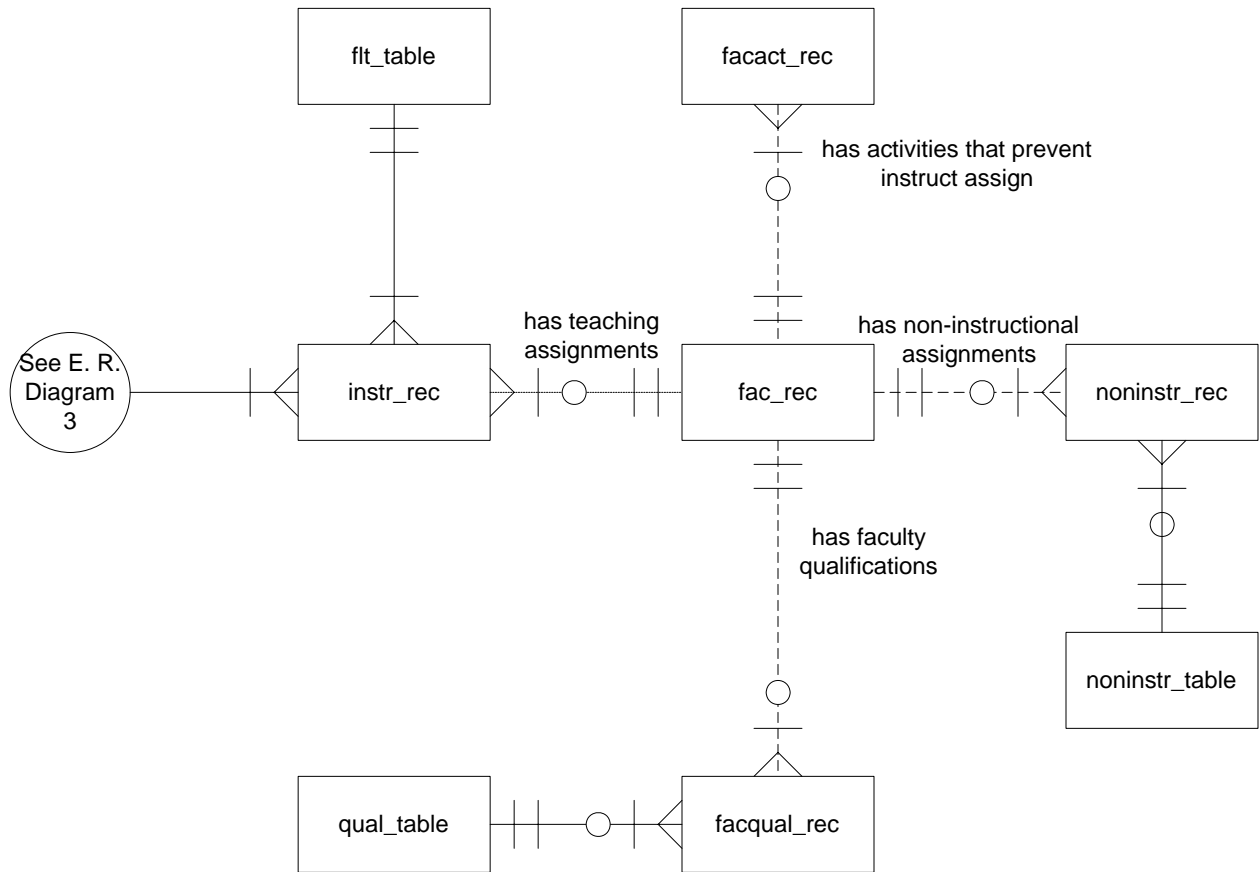 flt_table
facact_rec
has activities that prevent
instruct assign
See E. R.
Diagram
3
instr_rec
has teaching
assignments
fac_rec
has non-instructional
assignments
noninstr_rec
has faculty
qualifications
noninstr_table
qual_table
facqual_rec